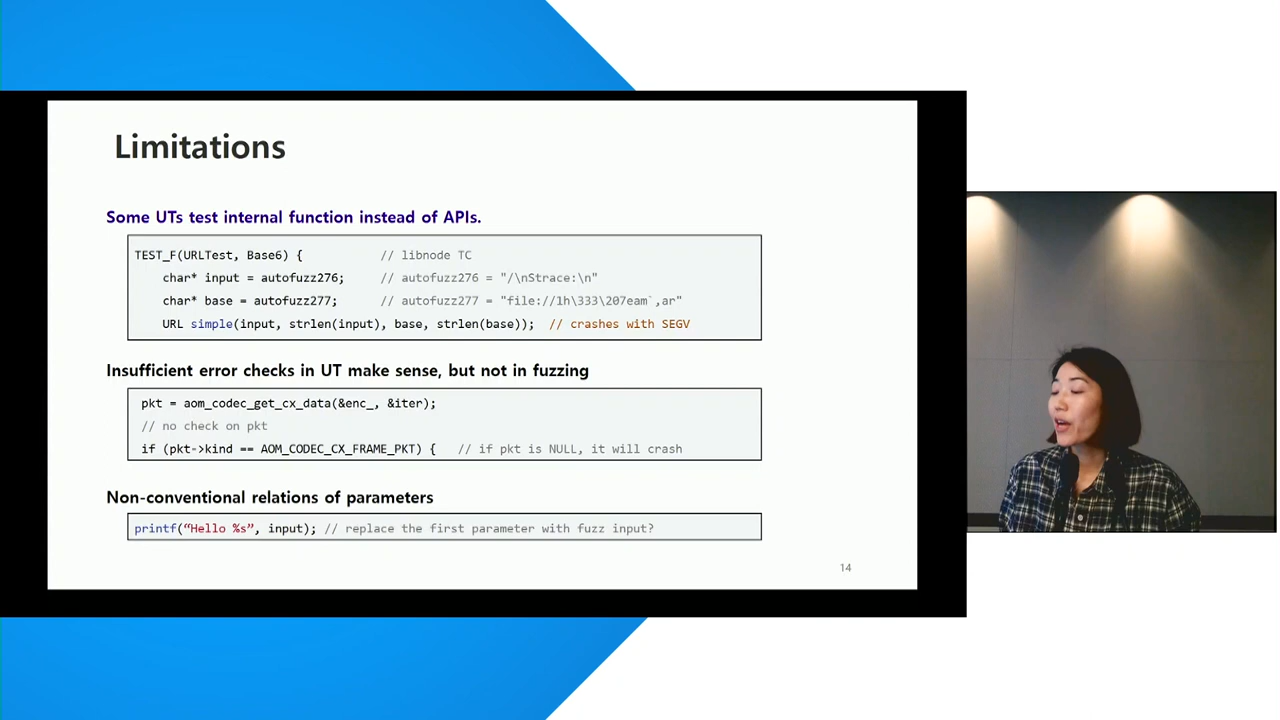 Limitations
Some UTs test internal function instead of APIs.
TEST_F(URLTest, Base6) { // libnode TC
char* input = autofuzz276; // autofuzz276 = "/\nStrace:\n"
char* base = autofuzz277; // autofuzz277 = "file://1h\333\207eam`,ar"
URL simple(input, strlen(input), base, strlen(base)); // crashes with SEGV
Insufficient error checks in UT make sense, but not in fuzzing
pkt = aom_codec_get_cx_data(&enc_, &iter);
// no check on pkt
if (pkt->kind == AOM_CODEC_CX_FRAME_PKT) { // if pkt is NULL, it will crash
Non-conventional relations of parameters
printf(“Hello %s”, input); // replace the first parameter with fuzz input?
14